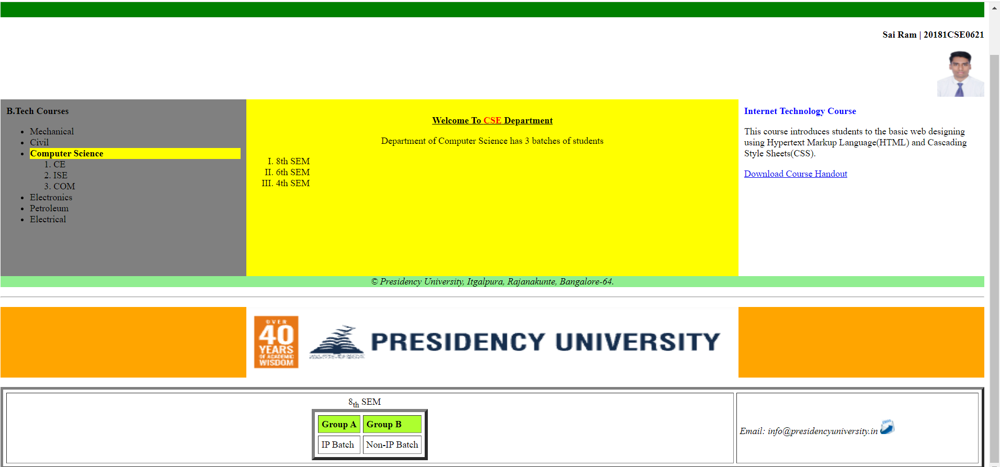 Sai Ram | 20181CSE0621
B.Tech Courses
• Mechanical
• Civil
• Computer Science
1. CE
2. ISE
3. COM
• Electronics
• Petroleum
• Electrical
Welcome To CSE Department
Department of Computer Science has 3 batches of students
I. 8th SEM
II. 6th SEM
III. 4th SEM
Internet Technology Course
This course introduces students to the basic web designing
using Hypertext Markup Language(HTML) and Cascading
Style Sheets(CSS).
Download Course Handout
© Presidency University, Itgalpura, Rajanakunte, Bangalore-64.
OVER
40
YEARS
OF ACADEMIC
WISDOM
PRESIDENCY UNIVERSITY
8th SEM
Group A Group B
IP Batch Non-IP Batch
Email: info@presidencyuniversity.in
EMAIL